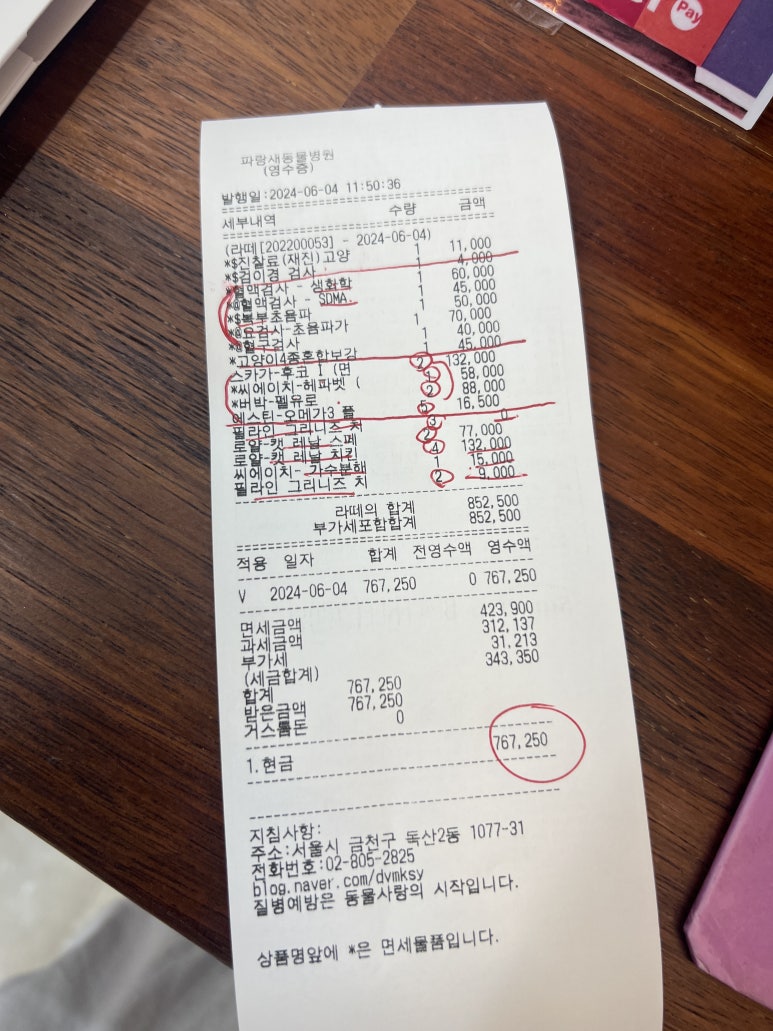 Pay
파랑새동물병원
(영수증)
발행일:2024-06-04 11:50:36
세부내역 수량 금액
(라떼[202200053] - 2024-06-04)
*$진찰료(재진)고양 1 11,000
*$검이경 검사 1 4,000
*혈액검사 - 생화학 1 60,000
*@혈액검사 - SDMA. 1 45,000
*$복부초음파 1 50,000
*@요검사-초음파가 1 70,000
*@혈구검사 1 40,000
*고양이4종혼합보강 1 45,000
스카가-후코 I (면 2 132,000
*씨에이치-헤파벳 ( 1 58,000
*버박-펠유로 2 88,000
에스티-오메가3 플 5 16,500
필라인 그리니즈 치 3 0
로얄-캣 레날 스페 2 77,000
로얄-캣 레날 치킨 4 132,000
씨에이치- 가수분해 1 15,000
필라인 그리니즈 치 2 9,000
라떼의 합계 852,500
부가세포함합계 852,500
적용 일자 합계 전영수액 영수액
V 2024-06-04 767,250 0 767,250
면세금액 423,900
과세금액 312,137
부가세 31,213
(세금합계) 343,350
합계 767,250
받은금액 767,250
거스름돈 0
1.현금 767,250
지침사항:
주소:서울시 금천구 독산2동 1077-31
전화번호:02-805-2825
blog.naver.com/dvmksy
질병예방은 동물사랑의 시작입니다.
상품명앞에 *은 면세물품입니다.